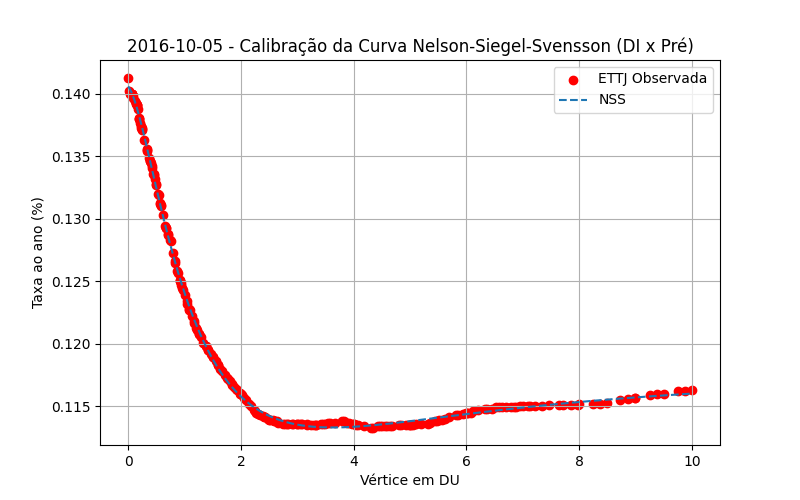 2016-10-05 - Calibração da Curva Nelson-Siegel-Svensson (DI x Pré)
ETTJ Observada
NSS
Taxa ao ano (%)
0.140
0.135
0.130
0.125
0.120
0.115
0
2
4
6
8
10
Vértice em DU